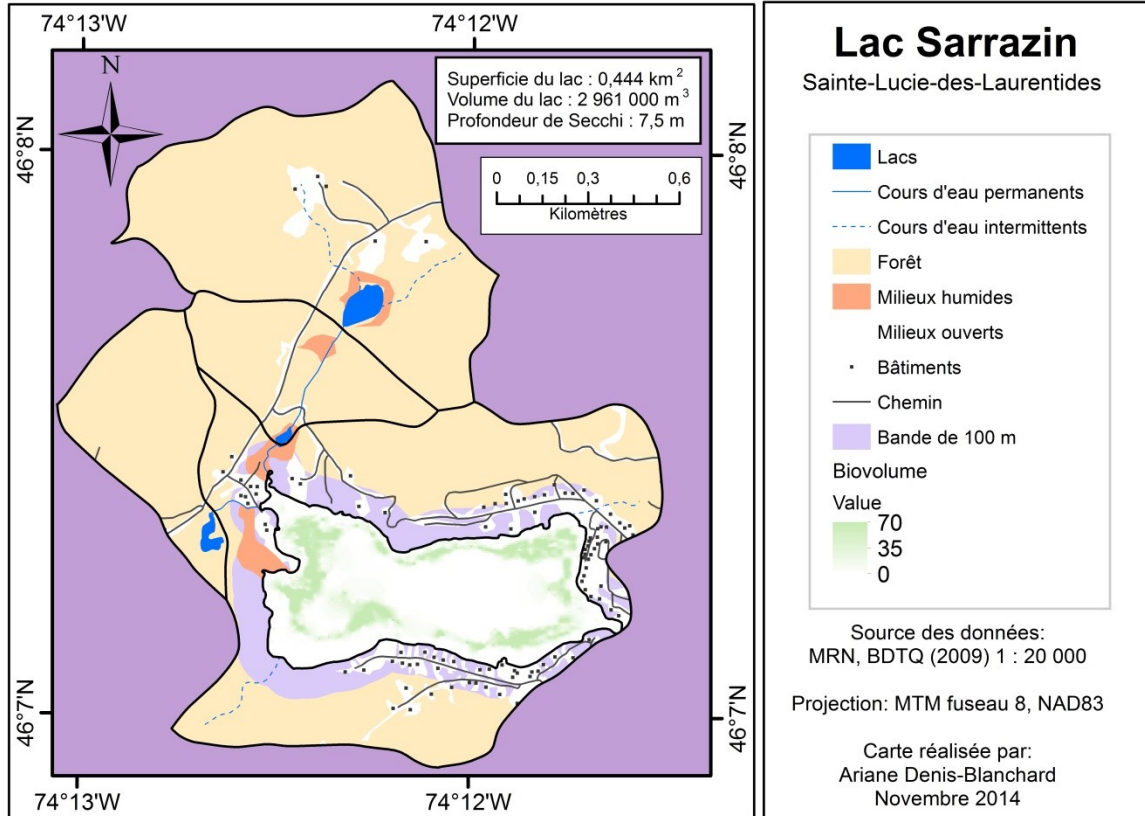 74°13'W
74°12'W
N
46°8'N
46°8'N
Superficie du lac : 0,444 km²
Volume du lac : 2 961 000 m³
Profondeur de Secchi : 7,5 m
0 0,15 0,3 0,6
Kilomètres
46°7'N
46°7'N
74°13'W
74°12'W
Lac Sarrazin
Sainte-Lucie-des-Laurentides
Lacs
Cours d'eau permanents
Cours d'eau intermittents
Forêt
Milieux humides
Milieux ouverts
Bâtiments
Chemin
Bande de 100 m
Biovolume
Value
70
35
0
Source des données:
MRN, BDTQ (2009) 1 : 20 000
Projection: MTM fuseau 8, NAD83
Carte réalisée par:
Ariane Denis-Blanchard
Novembre 2014